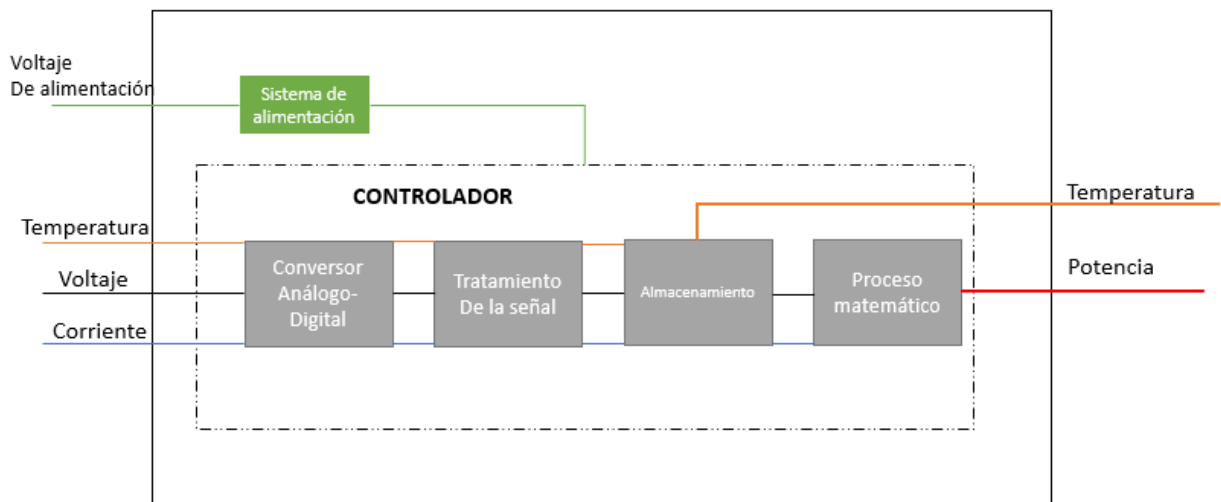 Voltaje
De alimentación
Sistema de
alimentación
CONTROLADOR
Temperatura
Temperatura
Conversor
Análogo-
Digital
Tratamiento
De la señal
Almacenamiento
Proceso
matemático
Voltaje
Corriente
Potencia